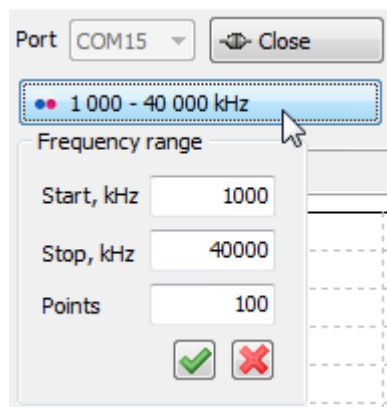 Port COM15 Close
1 000 - 40 000 kHz
Frequency range
Start, kHz 1000
Stop, kHz 40000
Points 100